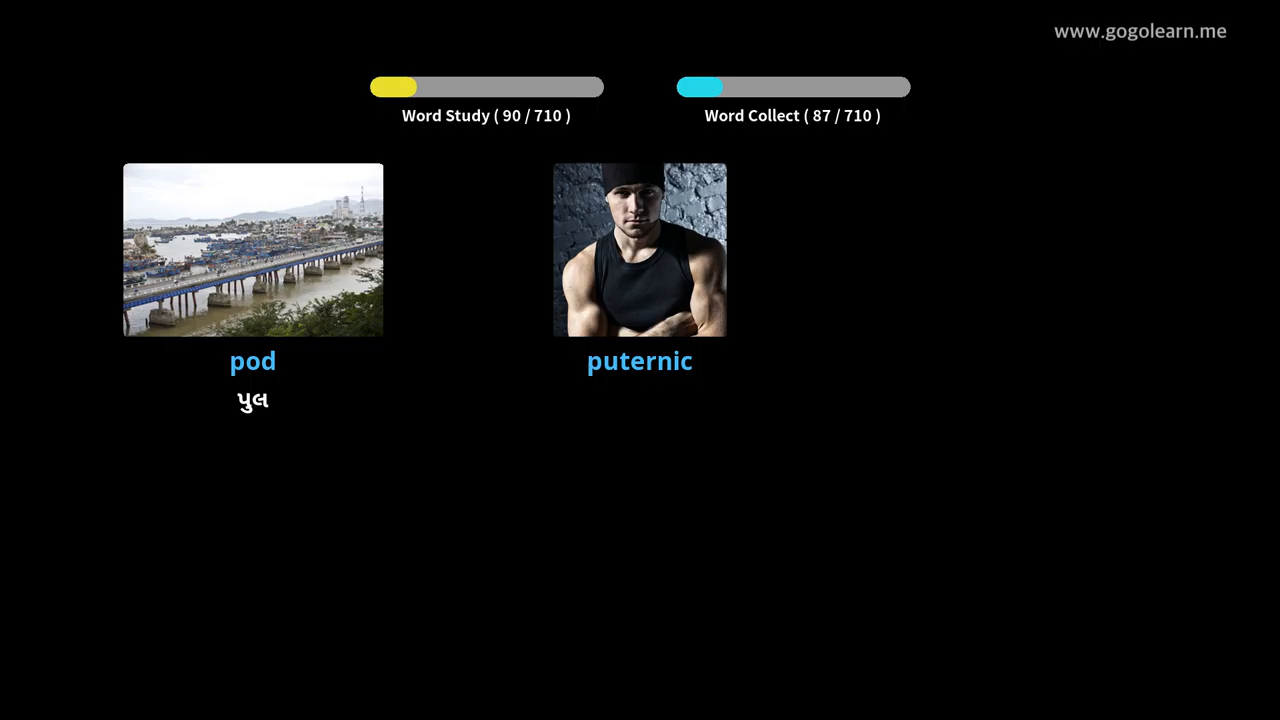 www.gogolearn.me
Word Study ( 90 / 710 )
Word Collect ( 87 / 710 )
pod
પુલ
puternic